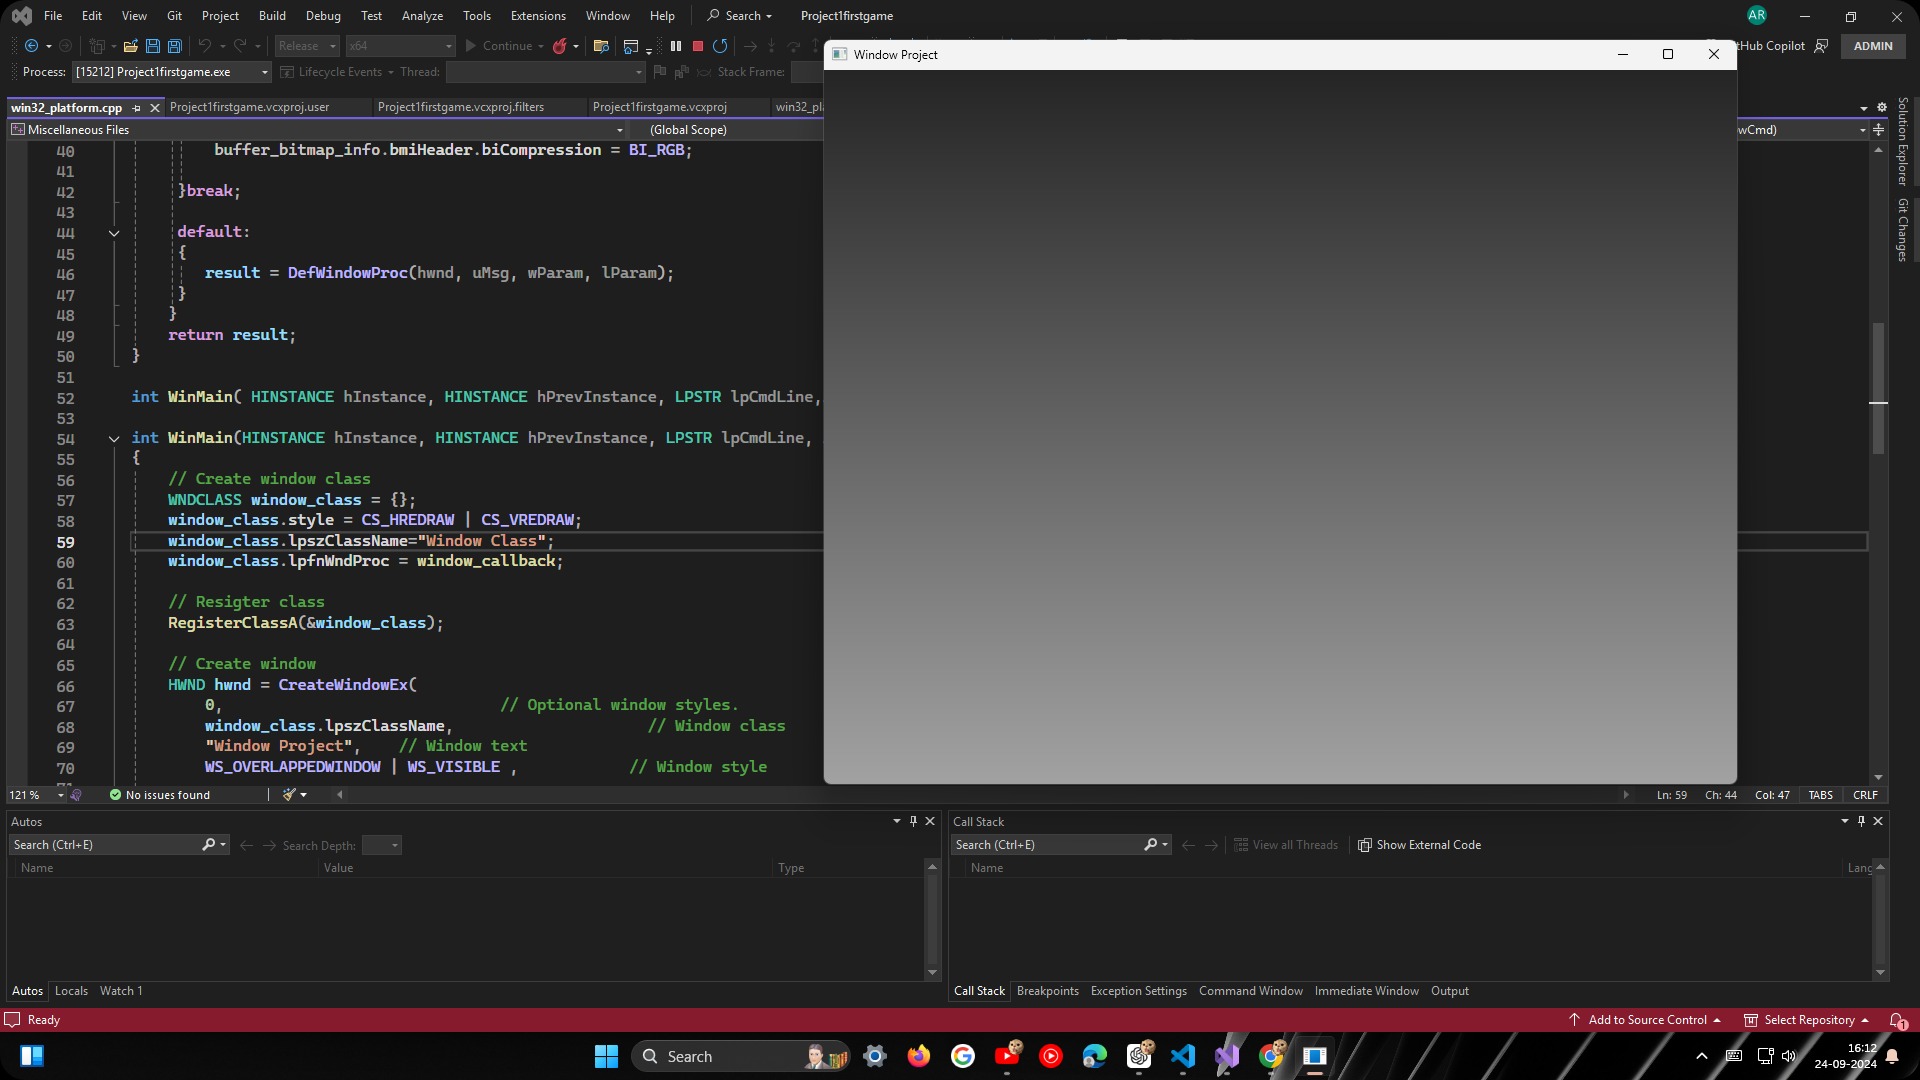 File Edit View Git Project Build Debug Test Analyze Tools Extensions Window Help Search Project1firstgame AR
Release x64 Continue
Hub Copilot ADMIN
Process: [15212] Project1firstgame.exe Lifecycle Events Thread: Stack Frame:
Window Project
win32_platform.cpp Project1firstgame.vcxproj.user Project1firstgame.vcxproj.filters Project1firstgame.vcxproj win32_pl
Miscellaneous Files (Global Scope) wCmd)
Solution Explorer
Git Changes
40 buffer_bitmap_info.bmiHeader.biCompression = BI_RGB;
41
42 }break;
43
44 default:
45 {
46 result = DefWindowProc(hwnd, uMsg, wParam, lParam);
47 }
48 }
49 return result;
50 }
51
52 int WinMain( HINSTANCE hInstance, HINSTANCE hPrevInstance, LPSTR lpCmdLine,
53
54 int WinMain(HINSTANCE hInstance, HINSTANCE hPrevInstance, LPSTR lpCmdLine,
55 {
56 // Create window class
57 WNDCLASS window_class = {};
58 window_class.style = CS_HREDRAW | CS_VREDRAW;
59 window_class.lpszClassName="Window Class";
60 window_class.lpfnWndProc = window_callback;
61
62 // Resigter class
63 RegisterClassA(&window_class);
64
65 // Create window
66 HWND hwnd = CreateWindowEx(
67 0, // Optional window styles.
68 window_class.lpszClassName, // Window class
69 "Window Project", // Window text
70 WS_OVERLAPPEDWINDOW | WS_VISIBLE , // Window style
121 % No issues found Ln: 59 Ch: 44 Col: 47 TABS CRLF
Autos
Search (Ctrl+E) Search Depth:
Name Value Type
Autos Locals Watch 1
Call Stack
Search (Ctrl+E) View all Threads Show External Code
Name Lang
Call Stack Breakpoints Exception Settings Command Window Immediate Window Output
Ready Add to Source Control Select Repository 1
Search
16:12
24-09-2024